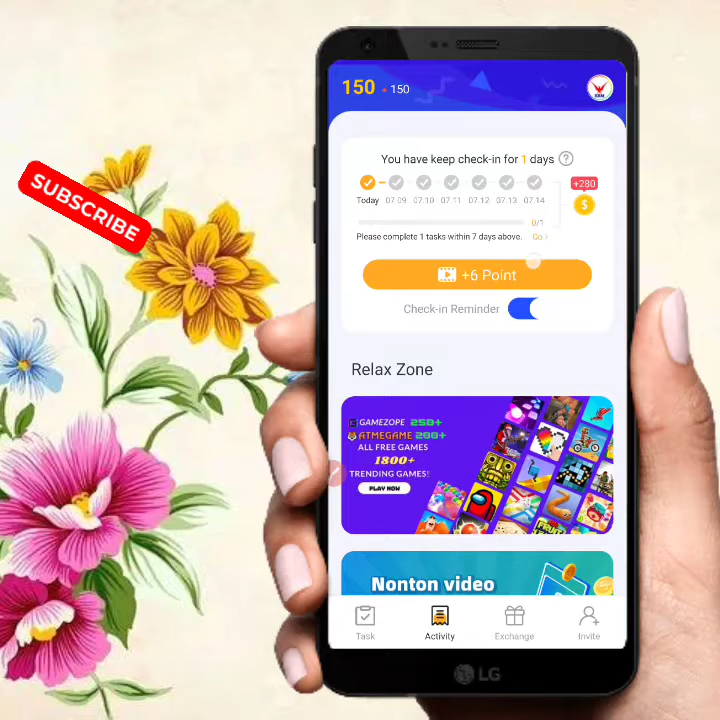 SUBSCRIBE
150 • 150
You have keep check-in for 1 days ?
+280
$
Today 07.09 07.10 07.11 07.12 07.13 07.14
0/1
Please complete 1 tasks within 7 days above. Go >
+6 Point
Check-in Reminder
Relax Zone
GAMEZOPE 250+
ATMEGAME 200+
ALL FREE GAMES
1800+
TRENDING GAMES!
PLAY NOW
Nonton video
Task Activity Exchange Invite
LG